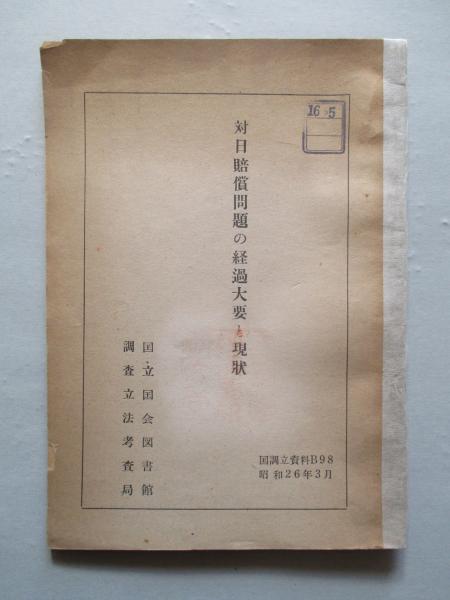 16 5
対日賠償問題の経過大要と現状
国調立資料B98
昭和26年3月
国立国会図書館
調査立法考査局